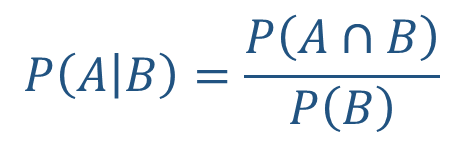 P(A|B) = P(A ∩ B) / P(B)